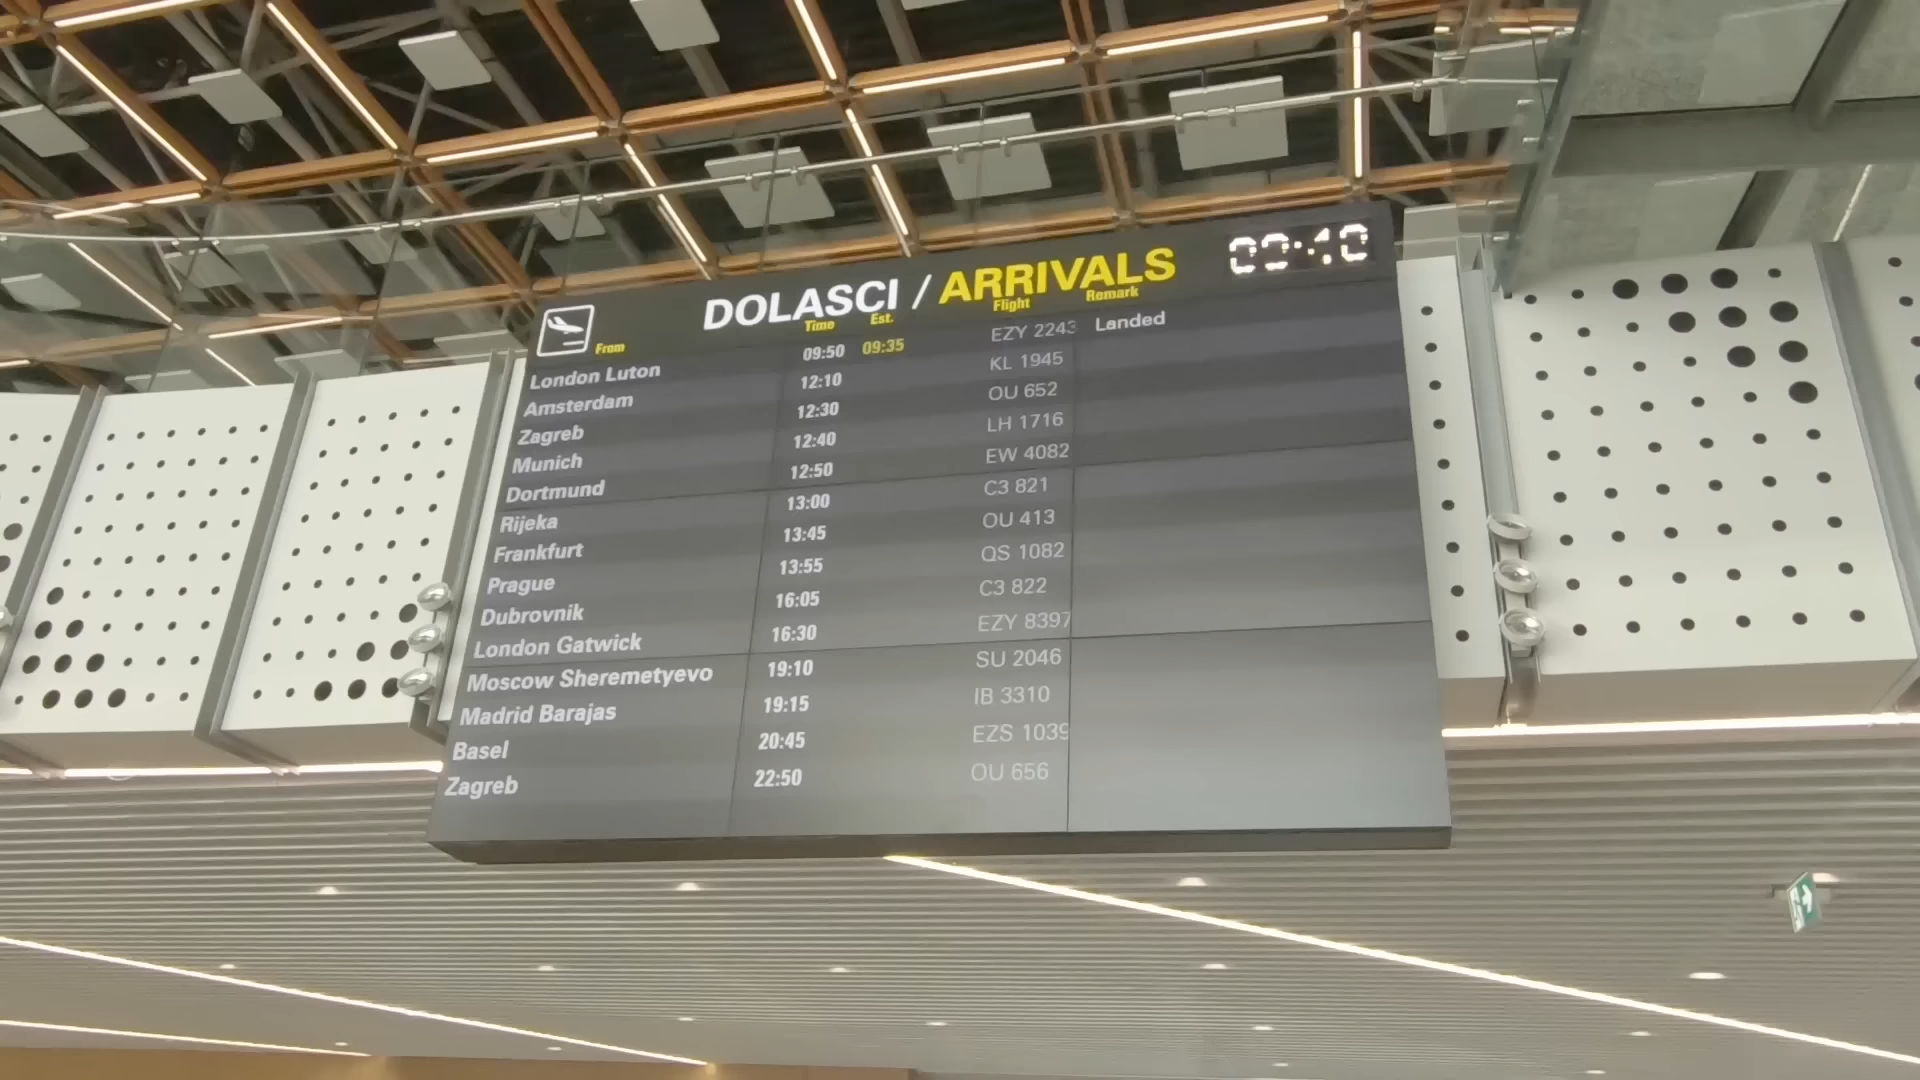 DOLASCI / ARRIVALS
From Time Est. Flight Remark
London Luton 09:50 09:35 EZY 2243 Landed
Amsterdam 12:10 KL 1945
Zagreb 12:30 OU 652
Munich 12:40 LH 1716
Dortmund 12:50 EW 4082
Rijeka 13:00 C3 821
Frankfurt 13:45 OU 413
Prague 13:55 QS 1082
Dubrovnik 16:05 C3 822
London Gatwick 16:30 EZY 8397
Moscow Sheremetyevo 19:10 SU 2046
Madrid Barajas 19:15 IB 3310
Basel 20:45 EZS 1039
Zagreb 22:50 OU 656